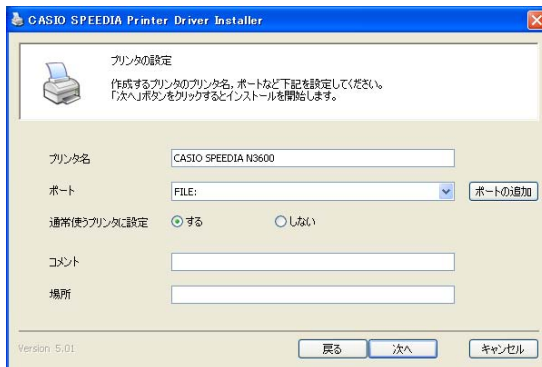 CASIO SPEEDIA Printer Driver Installer
プリンタの設定
作成するプリンタのプリンタ名, ポートなど下記を設定してください。
「次へ」ボタンをクリックするとインストールを開始します。
プリンタ名 CASIO SPEEDIA N3600
ポート FILE: ポートの追加
通常使うプリンタに設定 する しない
コメント
場所
Version 5.01 戻る 次へ キャンセル